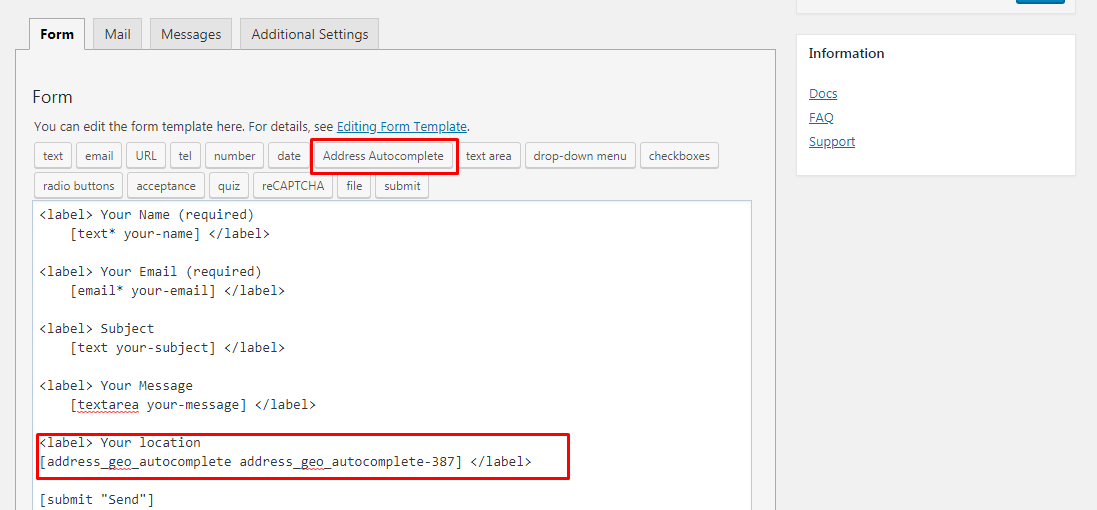 Form Mail Messages Additional Settings
Information
Docs
FAQ
Support
Form
You can edit the form template here. For details, see Editing Form Template.
text email URL tel number date Address Autocomplete text area drop-down menu checkboxes
radio buttons acceptance quiz reCAPTCHA file submit
<label> Your Name (required)
[text* your-name] </label>
<label> Your Email (required)
[email* your-email] </label>
<label> Subject
[text your-subject] </label>
<label> Your Message
[textarea your-message] </label>
<label> Your location
[address_geo_autocomplete address_geo_autocomplete-387] </label>
[submit "Send"]